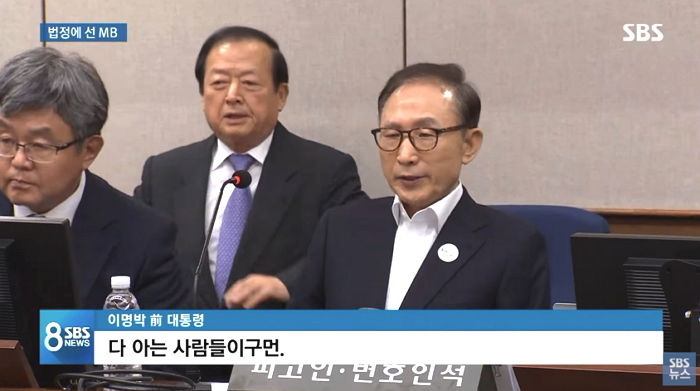 법정에 선 MB
SBS
이명박 前 대통령
8 SBS NEWS
다 아는 사람들이구먼.
SBS 뉴스
피고인·변호인석